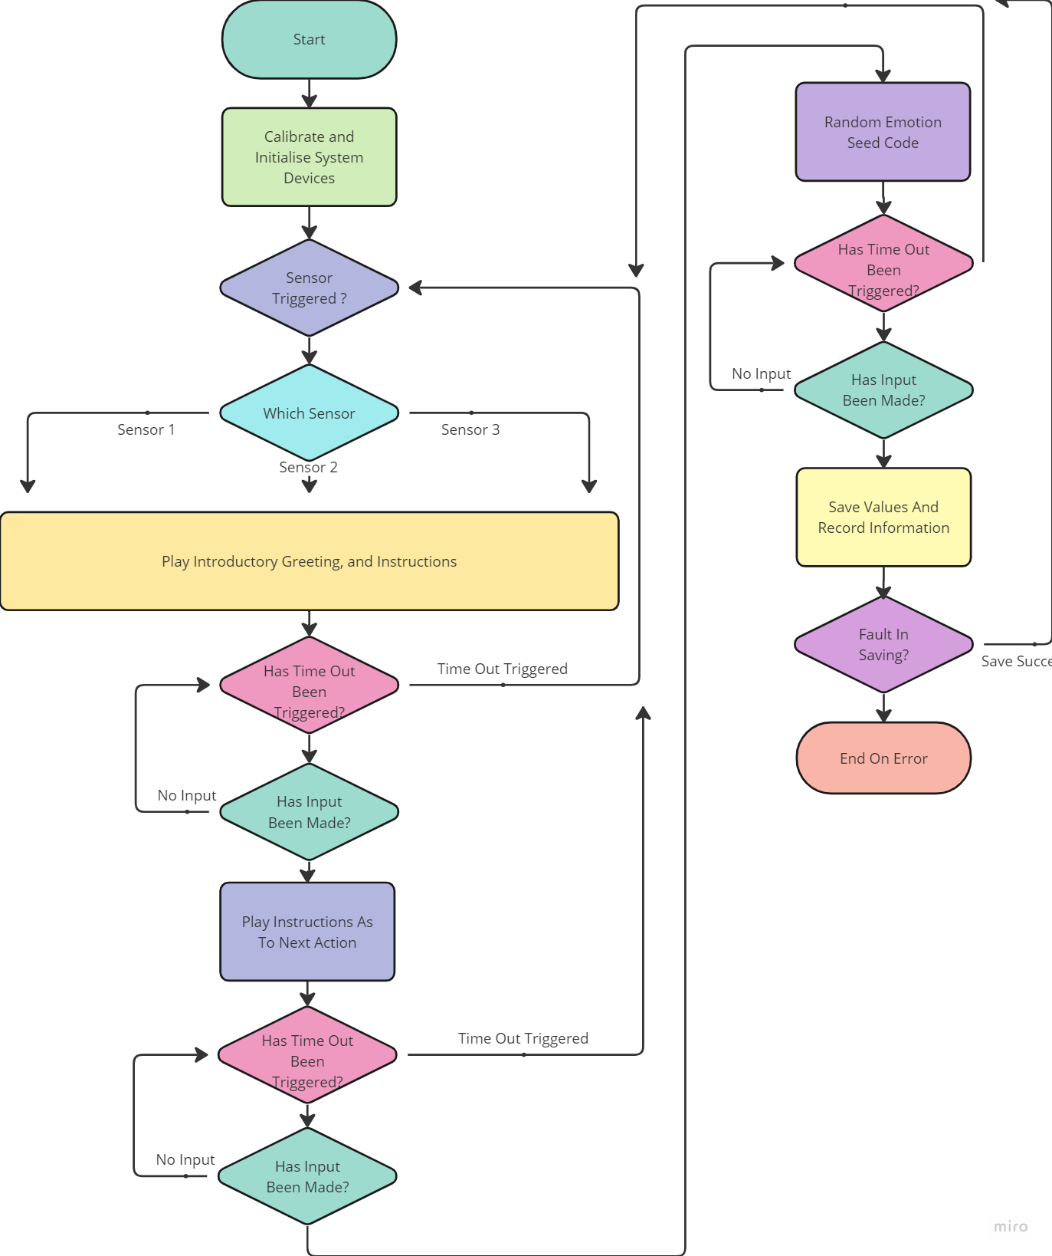 Start
Calibrate and
Initialise System
Devices
Sensor
Triggered ?
Which Sensor
Sensor 1
Sensor 2
Sensor 3
Play Introductory Greeting, and Instructions
Has Time Out
Been
Triggered?
Time Out Triggered
No Input
Has Input
Been Made?
Play Instructions As
To Next Action
Has Time Out
Been
Triggered?
Time Out Triggered
No Input
Has Input
Been Made?
Random Emotion
Seed Code
Has Time Out
Been
Triggered?
No Input
Has Input
Been Made?
Save Values And
Record Information
Fault In
Saving?
Save Succe
End On Error
miro